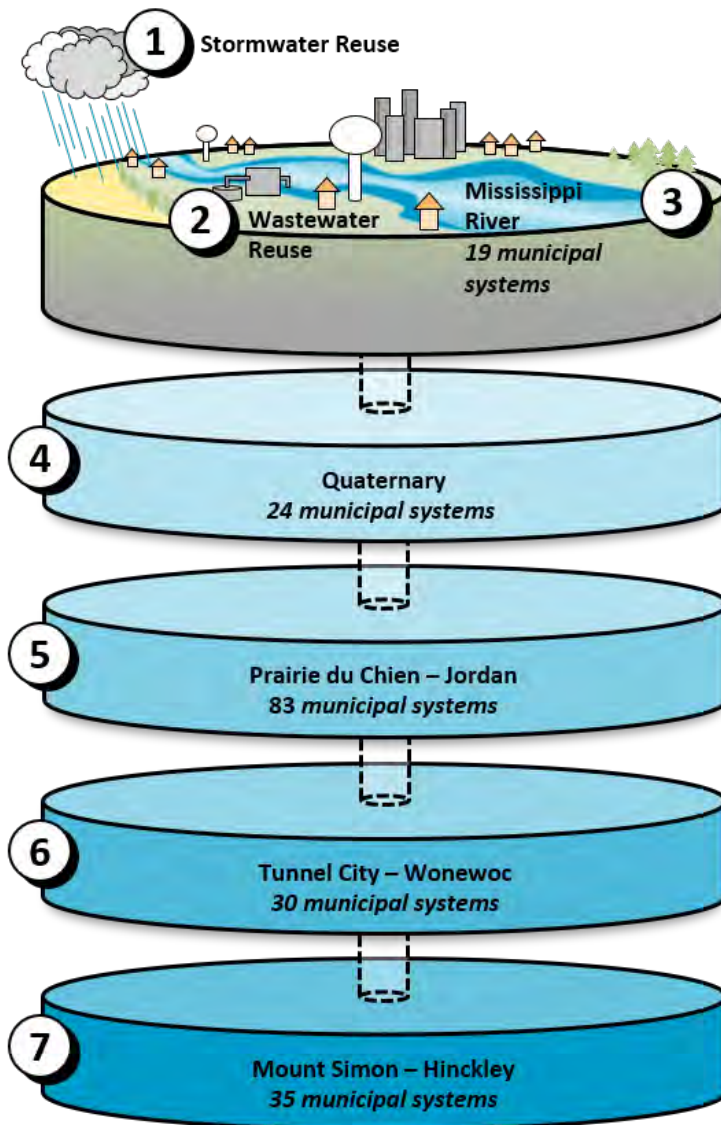 1
Stormwater Reuse
2
Wastewater
Reuse
Mississippi
River
19 municipal
systems
3
4
Quaternary
24 municipal systems
5
Prairie du Chien – Jordan
83 municipal systems
6
Tunnel City – Wonewoc
30 municipal systems
7
Mount Simon – Hinckley
35 municipal systems